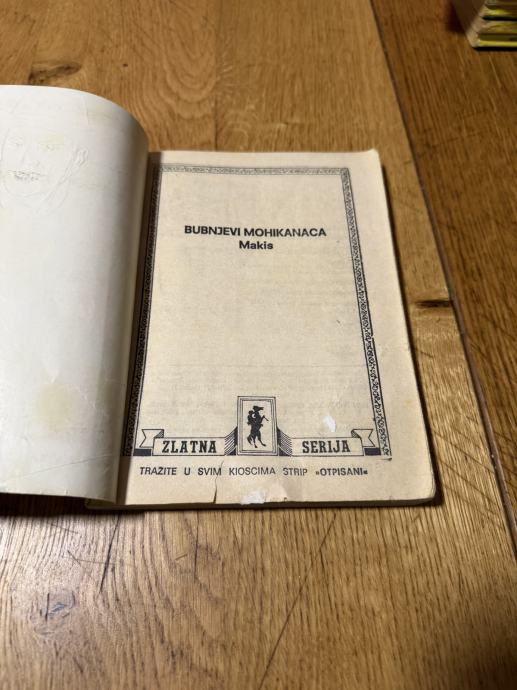 BUBNJEVI MOHIKANACA
Makis
ZLATNA SERIJA
TRAŽITE U SVIM KIOSCIMA STRIP »OTPISANI«